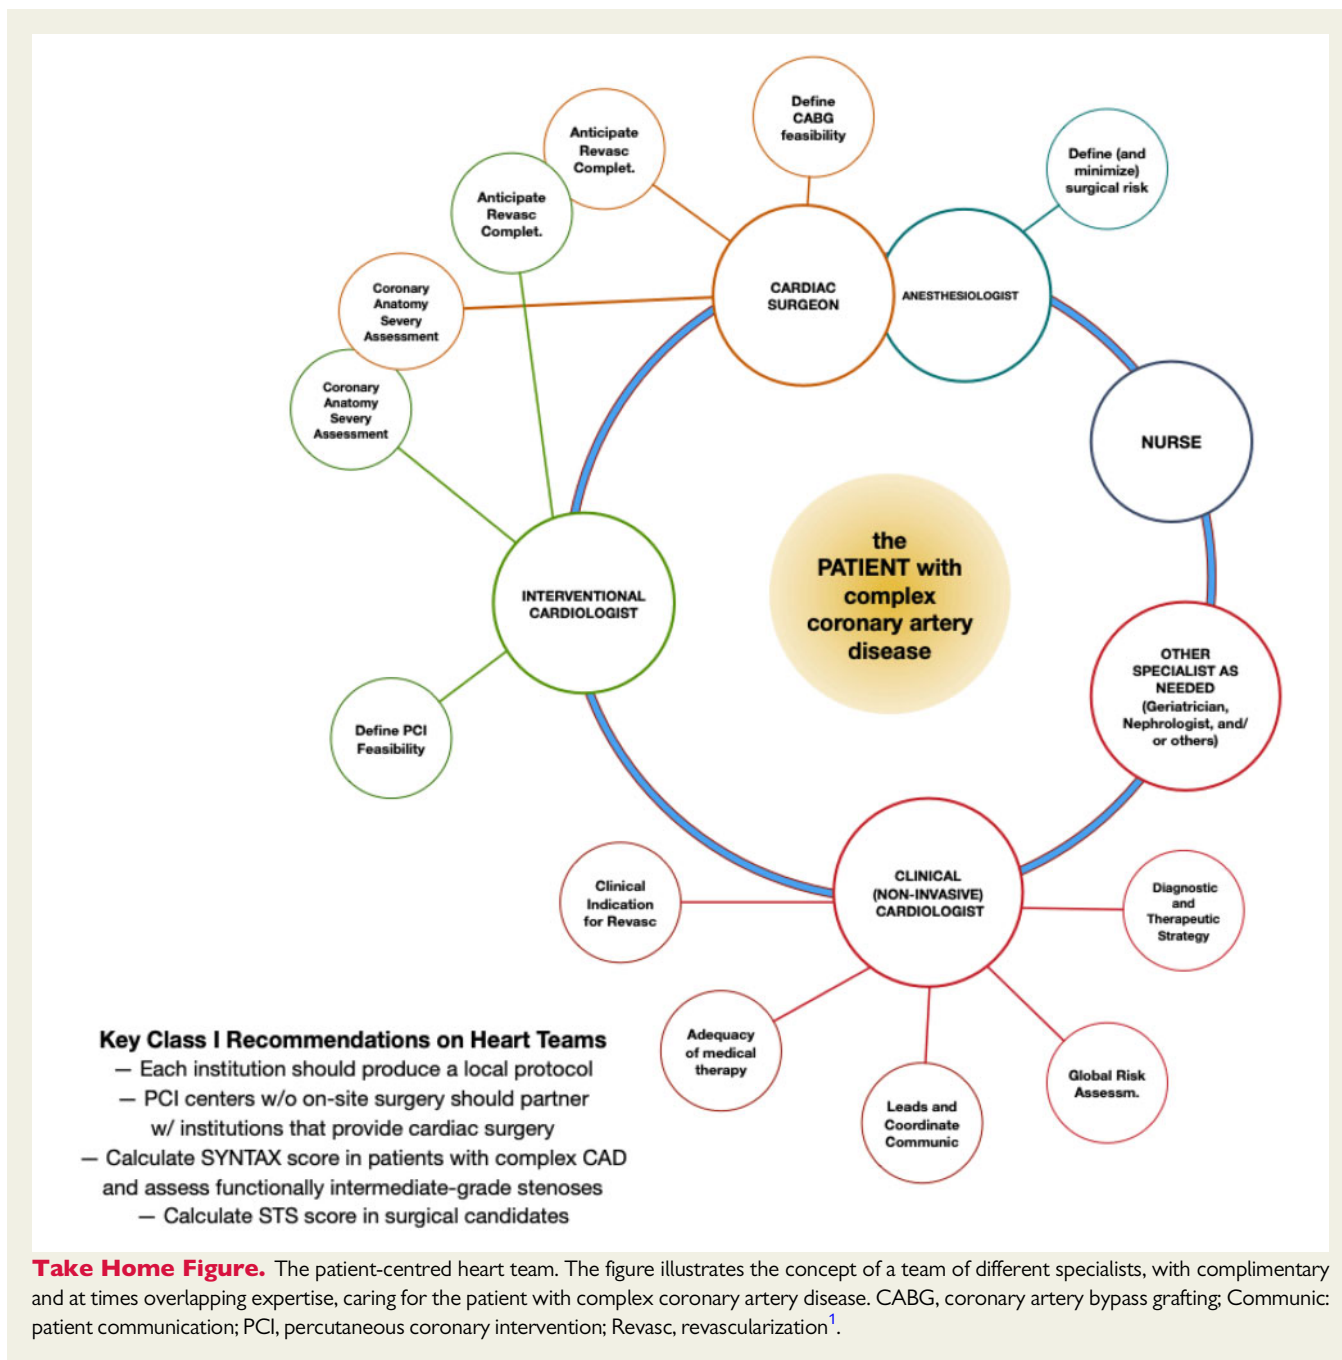 Define
CABG
feasibility
Anticipate
Revasc
Complet.
Define (and
minimize)
surgical risk
Anticipate
Revasc
Complet.
Coronary
Anatomy
Severy
Assessment
CARDIAC
SURGEON
ANESTHESIOLOGIST
Coronary
Anatomy
Severy
Assessment
NURSE
the
PATIENT with
complex
coronary artery
disease
INTERVENTIONAL
CARDIOLOGIST
OTHER
SPECIALIST AS
NEEDED
(Geriatrician,
Nephrologist, and/
or others)
Define PCI
Feasibility
CLINICAL
(NON-INVASIVE)
CARDIOLOGIST
Clinical
Indication
for Revasc
Diagnostic
and
Therapeutic
Strategy
Adequacy
of medical
therapy
Global Risk
Assessm.
Leads and
Coordinate
Communic
Key Class I Recommendations on Heart Teams
— Each institution should produce a local protocol
— PCI centers w/o on-site surgery should partner
w/ institutions that provide cardiac surgery
— Calculate SYNTAX score in patients with complex CAD
and assess functionally intermediate-grade stenoses
— Calculate STS score in surgical candidates
Take Home Figure. The patient-centred heart team. The figure illustrates the concept of a team of different specialists, with complimentary
and at times overlapping expertise, caring for the patient with complex coronary artery disease. CABG, coronary artery bypass grafting; Communic:
patient communication; PCI, percutaneous coronary intervention; Revasc, revascularization1.